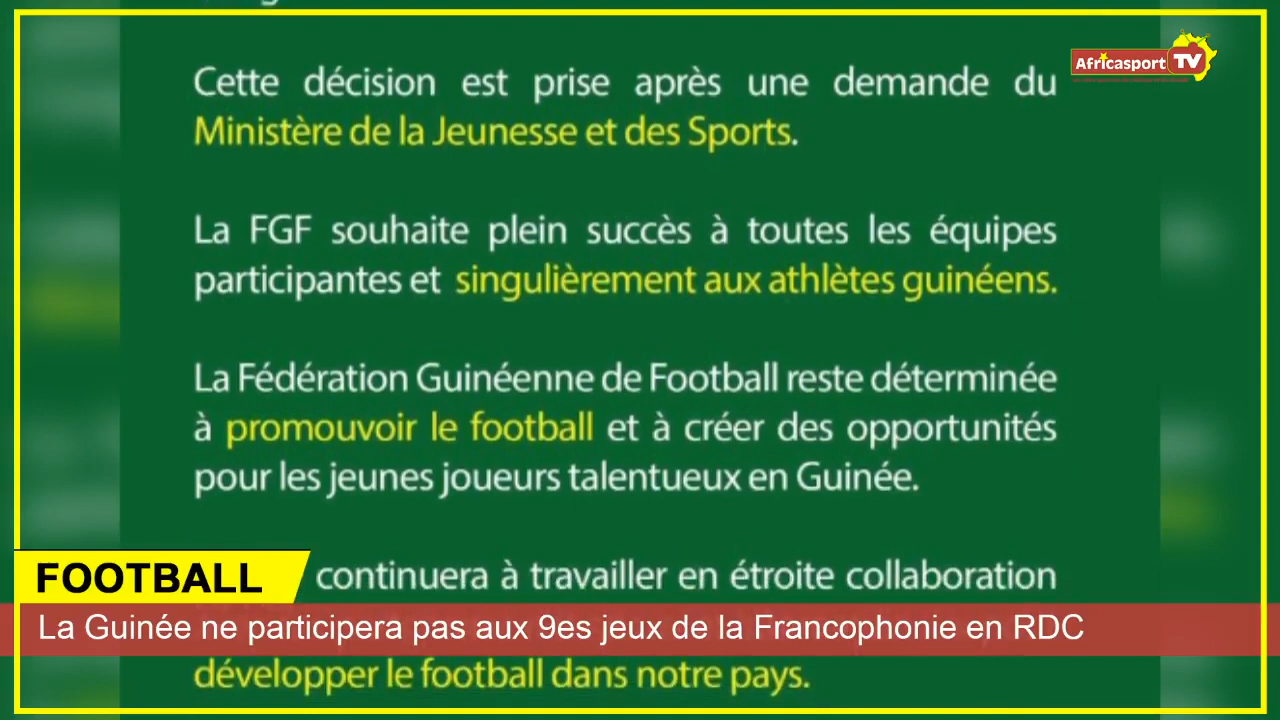 Africasport TV
Cette décision est prise après une demande du
Ministère de la Jeunesse et des Sports.
La FGF souhaite plein succès à toutes les équipes
participantes et singulièrement aux athlètes guinéens.
La Fédération Guinéenne de Football reste déterminée
à promouvoir le football et à créer des opportunités
pour les jeunes joueurs talentueux en Guinée.
continuera à travailler en étroite collaboration
FOOTBALL
La Guinée ne participera pas aux 9es jeux de la Francophonie en RDC
développer le football dans notre pays.